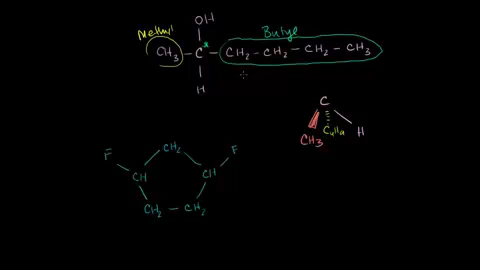 OH
Methyl
Butyl
CH3 - C* - CH2 - CH2 - CH2 - CH3
H
C
CH3
C4H9
H
F
CH2
F
CH
CH
CH2 - CH2